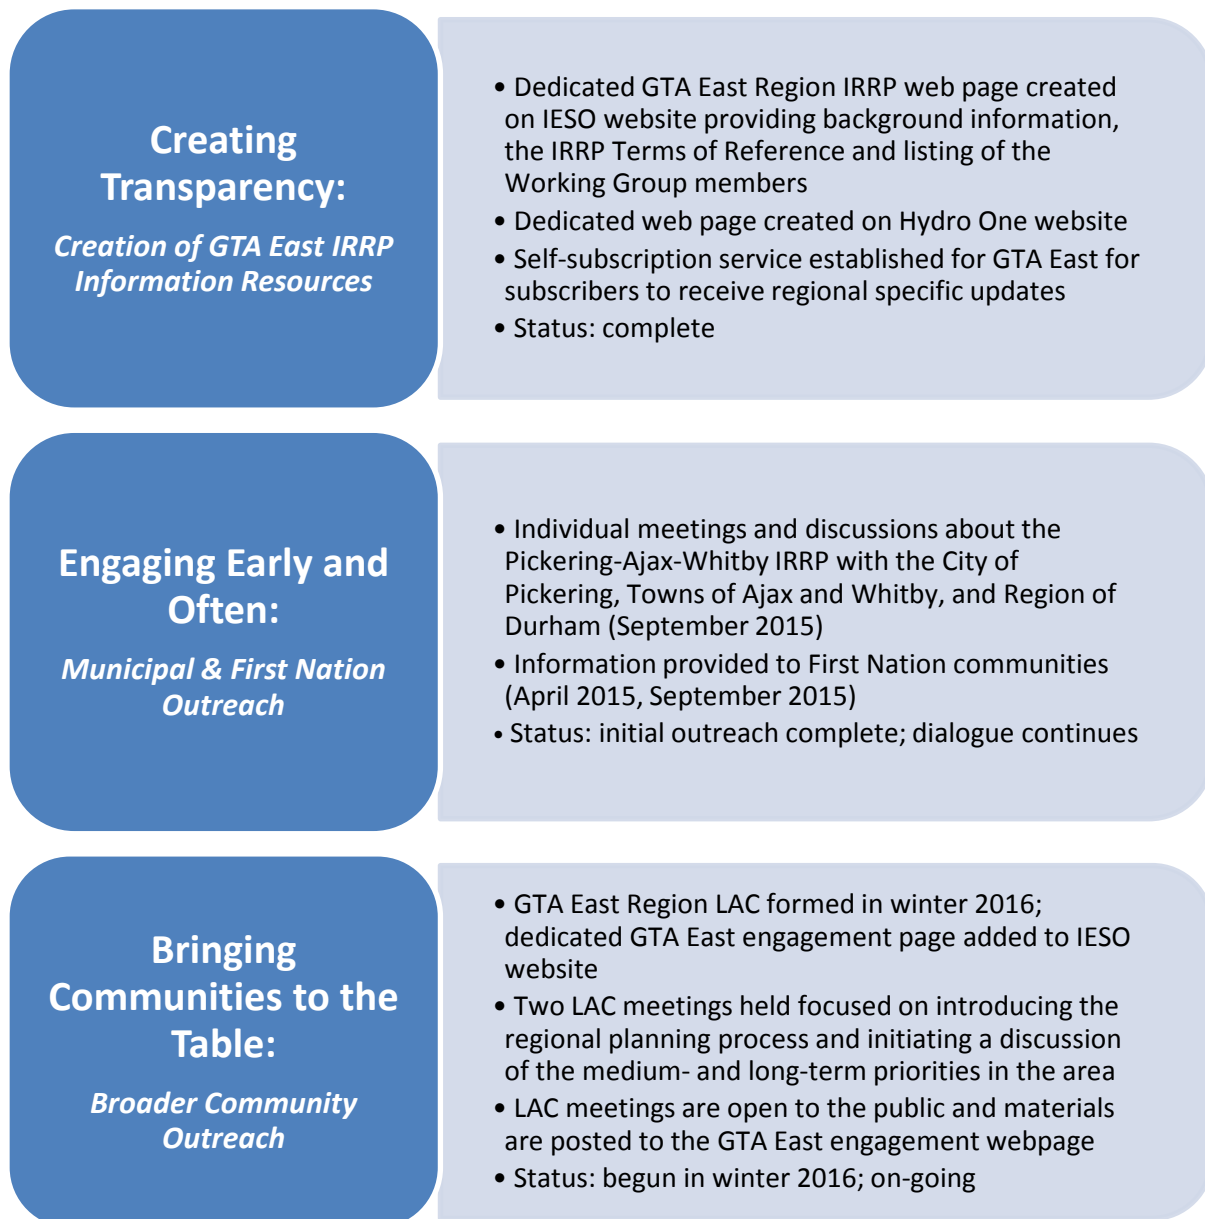 Creating
Transparency:
Creation of GTA East IRRP
Information Resources
• Dedicated GTA East Region IRRP web page created
on IESO website providing background information,
the IRRP Terms of Reference and listing of the
Working Group members
• Dedicated web page created on Hydro One website
• Self-subscription service established for GTA East for
subscribers to receive regional specific updates
• Status: complete
Engaging Early and
Often:
Municipal & First Nation
Outreach
• Individual meetings and discussions about the
Pickering-Ajax-Whitby IRRP with the City of
Pickering, Towns of Ajax and Whitby, and Region of
Durham (September 2015)
• Information provided to First Nation communities
(April 2015, September 2015)
• Status: initial outreach complete; dialogue continues
Bringing
Communities to the
Table:
Broader Community
Outreach
• GTA East Region LAC formed in winter 2016;
dedicated GTA East engagement page added to IESO
website
• Two LAC meetings held focused on introducing the
regional planning process and initiating a discussion
of the medium- and long-term priorities in the area
• LAC meetings are open to the public and materials
are posted to the GTA East engagement webpage
• Status: begun in winter 2016; on-going